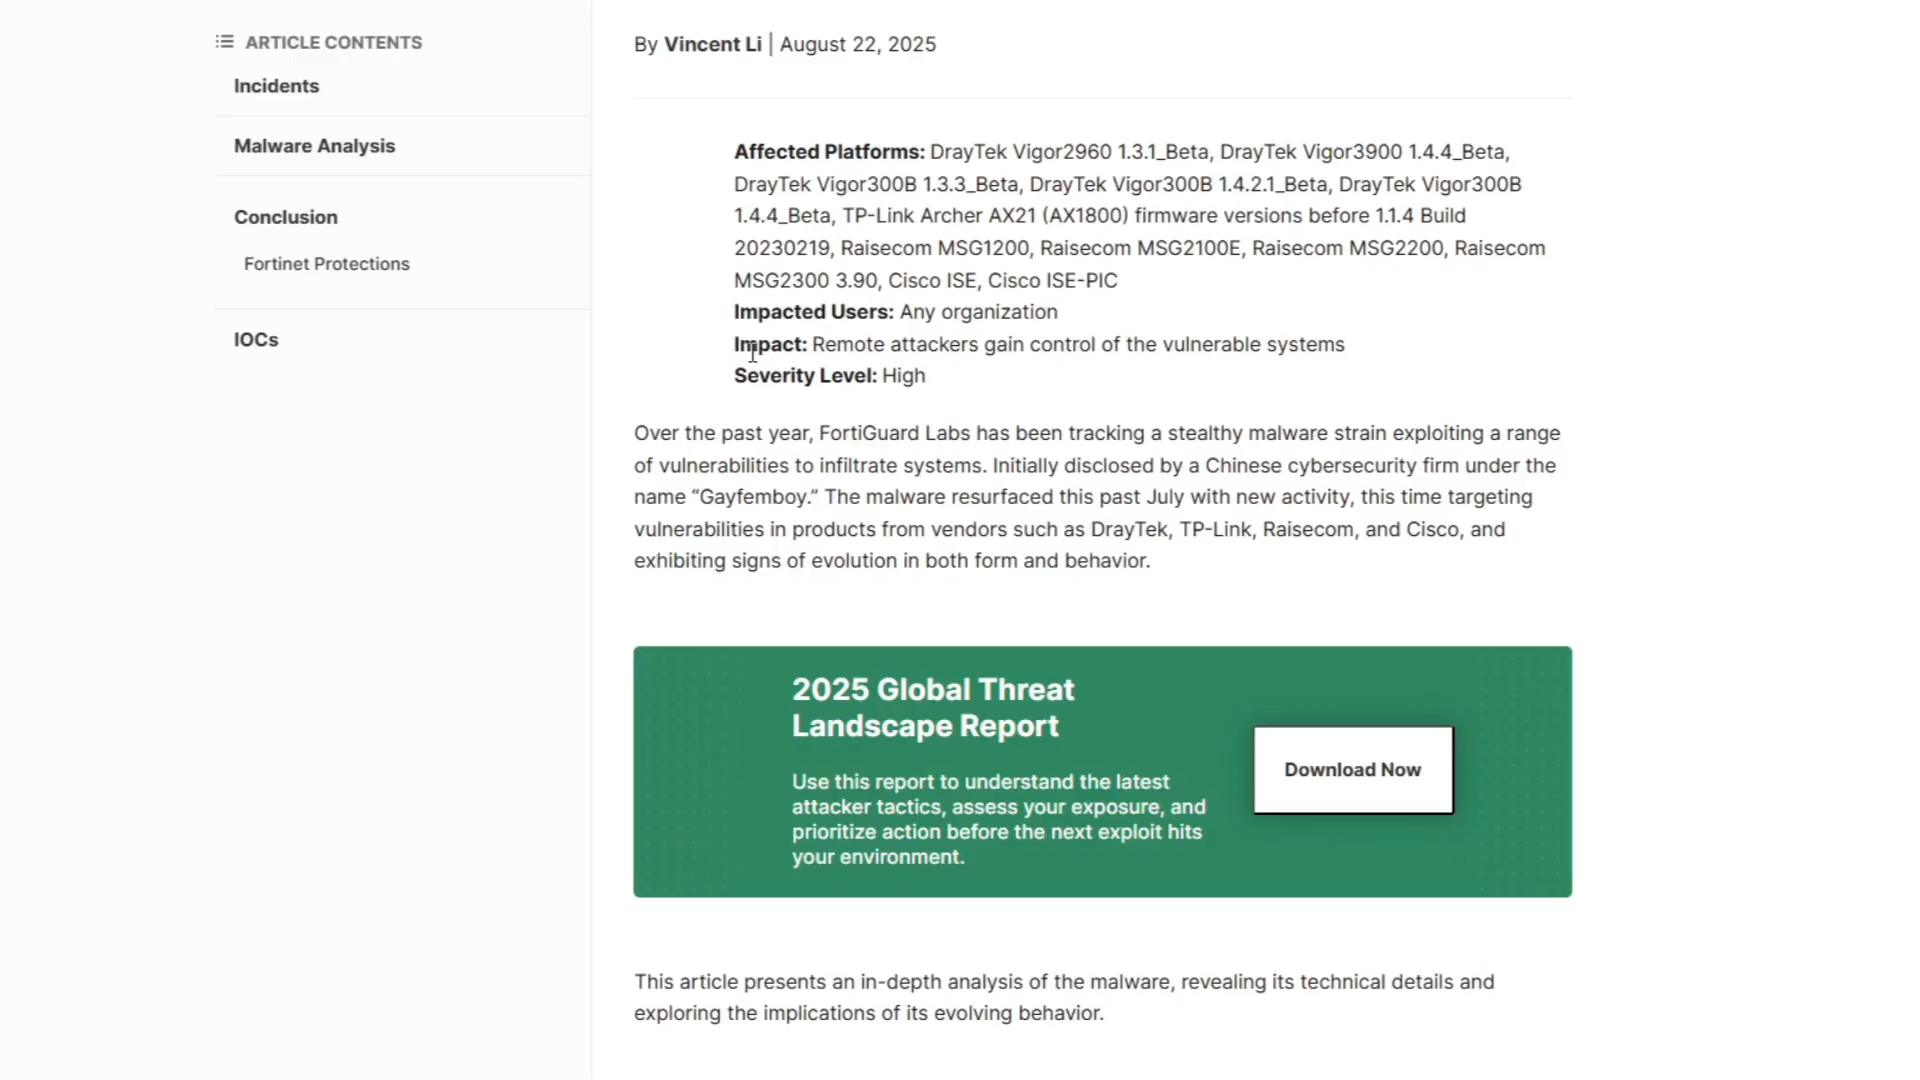 ARTICLE CONTENTS
Incidents
Malware Analysis
Conclusion
Fortinet Protections
IOCs
By Vincent Li | August 22, 2025
Affected Platforms: DrayTek Vigor2960 1.3.1_Beta, DrayTek Vigor3900 1.4.4_Beta,
DrayTek Vigor300B 1.3.3_Beta, DrayTek Vigor300B 1.4.2.1_Beta, DrayTek Vigor300B
1.4.4_Beta, TP-Link Archer AX21 (AX1800) firmware versions before 1.1.4 Build
20230219, Raisecom MSG1200, Raisecom MSG2100E, Raisecom MSG2200, Raisecom
MSG2300 3.90, Cisco ISE, Cisco ISE-PIC
Impacted Users: Any organization
Impact: Remote attackers gain control of the vulnerable systems
Severity Level: High
Over the past year, FortiGuard Labs has been tracking a stealthy malware strain exploiting a range
of vulnerabilities to infiltrate systems. Initially disclosed by a Chinese cybersecurity firm under the
name “Gayfemboy.” The malware resurfaced this past July with new activity, this time targeting
vulnerabilities in products from vendors such as DrayTek, TP-Link, Raisecom, and Cisco, and
exhibiting signs of evolution in both form and behavior.
2025 Global Threat
Landscape Report
Use this report to understand the latest
attacker tactics, assess your exposure, and
prioritize action before the next exploit hits
your environment.
Download Now
This article presents an in-depth analysis of the malware, revealing its technical details and
exploring the implications of its evolving behavior.